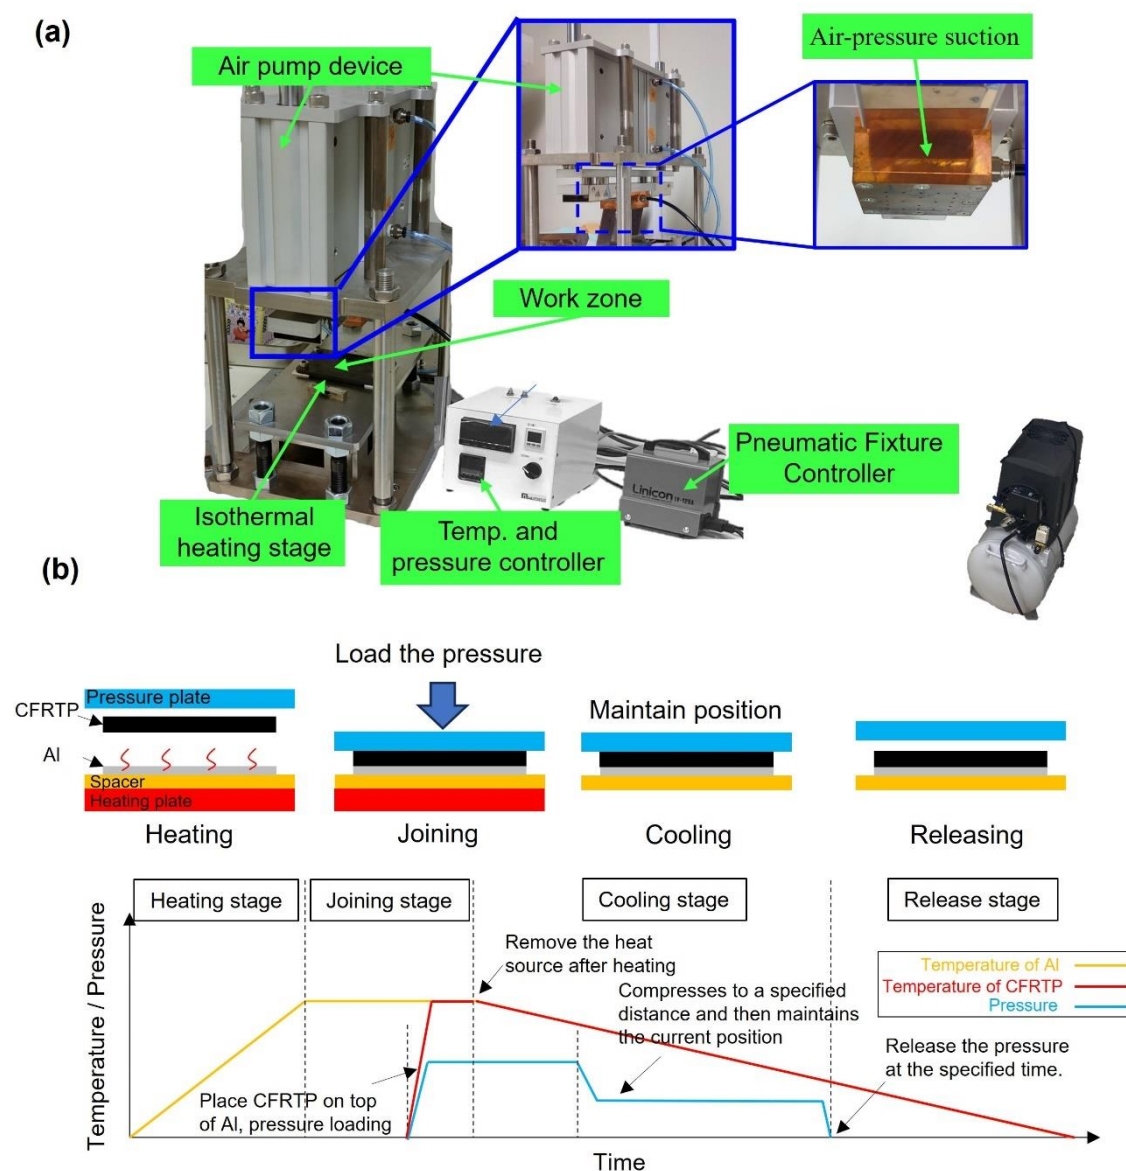 (a)
Air pump device
Air-pressure suction
Work zone
Linicon
Pneumatic Fixture
Controller
Isothermal
heating stage
Temp. and
pressure controller
(b)
Load the pressure
Pressure plate
CFRTP
Maintain position
Al
Spacer
Heating plate
Heating
Joining
Cooling
Releasing
Heating stage
Joining stage
Cooling stage
Release stage
Temperature / Pressure
Remove the heat
source after heating
Temperature of Al
Temperature of CFRTP
Pressure
Compresses to a specified
distance and then maintains
the current position
Release the pressure
at the specified time.
Place CFRTP on top
of Al, pressure loading
Time